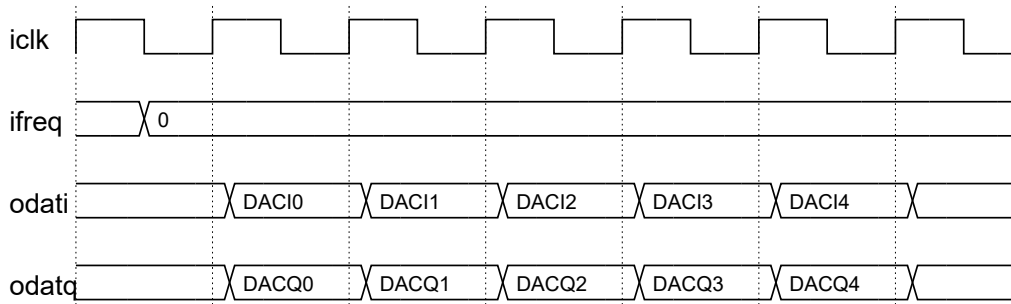 iclk
ifreq 0
odati DACI0 DACI1 DACI2 DACI3 DACI4
odatq DACQ0 DACQ1 DACQ2 DACQ3 DACQ4